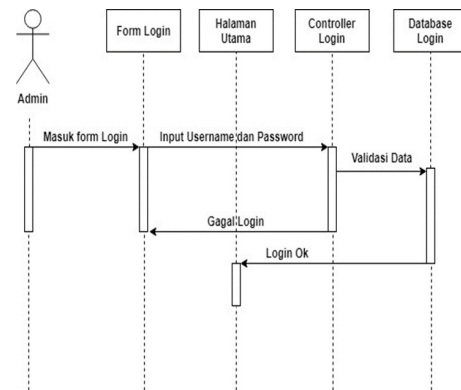 Form Login
Halaman
Utama
Controller
Login
Database
Login
Admin
Masuk form Login
Input Username dan Password
Validasi Data
Gagal Login
Login Ok